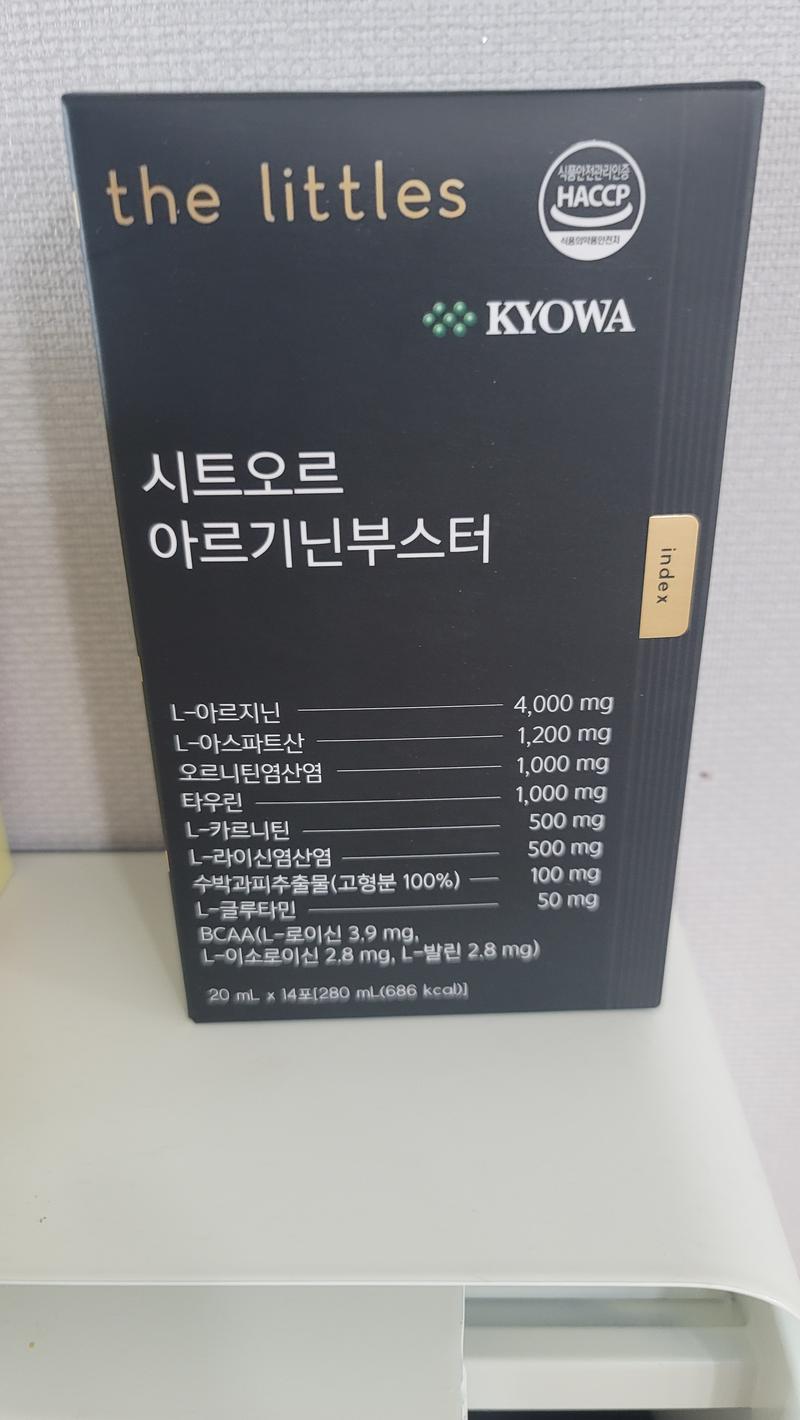 the littles
식품안전관리인증
HACCP
식품의약품안전처
KYOWA
시트오르
아르기닌부스터
index
L-아르지닌 4,000 mg
L-아스파트산 1,200 mg
오르니틴염산염 1,000 mg
타우린 1,000 mg
L-카르니틴 500 mg
L-라이신염산염 500 mg
수박과피추출물(고형분 100%) 100 mg
L-글루타민 50 mg
BCAA(L-로이신 3.9 mg,
L-이소로이신 2.8 mg, L-발린 2.8 mg)
20 mL x 14포[280 mL(686 kcal)]